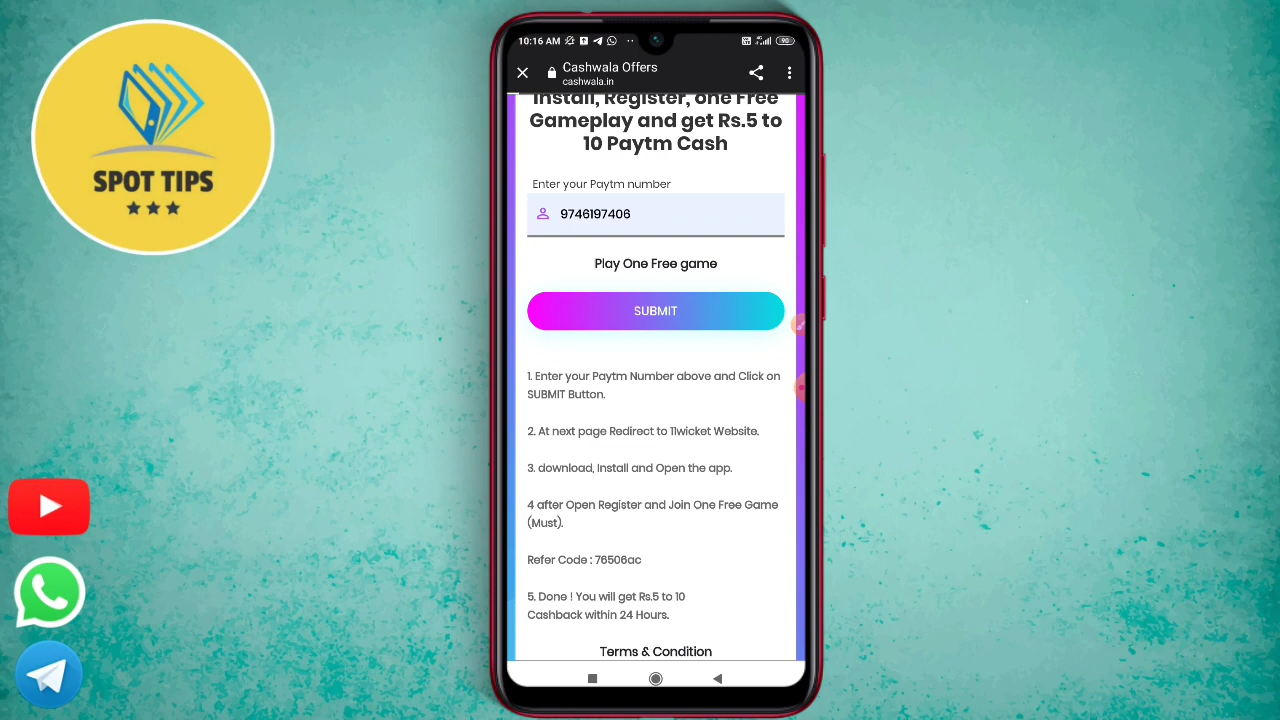 SPOT TIPS
10:16 AM
98
Cashwala Offers
cashwala.in
Install, Register, one Free
Gameplay and get Rs.5 to
10 Paytm Cash
Enter your Paytm number
9746197406
Play One Free game
SUBMIT
1. Enter your Paytm Number above and Click on
SUBMIT Button.
2. At next page Redirect to 11wicket Website.
3. download, Install and Open the app.
4 after Open Register and Join One Free Game
(Must).
Refer Code : 76506ac
5. Done ! You will get Rs.5 to 10
Cashback within 24 Hours.
Terms & Condition